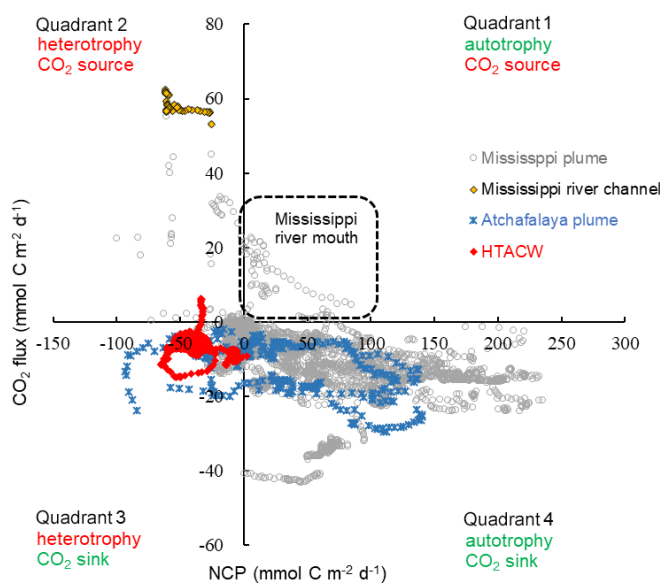 Quadrant 2
heterotrophy
CO2 source
Quadrant 1
autotrophy
CO2 source
80
60
40
20
0
-20
-40
-60
-150
-100
-50
0
50
100
150
200
250
300
Mississippi
river mouth
Mississppi plume
Mississippi river channel
Atchafalaya plume
HTACW
CO2 flux (mmol C m-2 d-1)
Quadrant 3
heterotrophy
CO2 sink
Quadrant 4
autotrophy
CO2 sink
NCP (mmol C m-2 d-1)